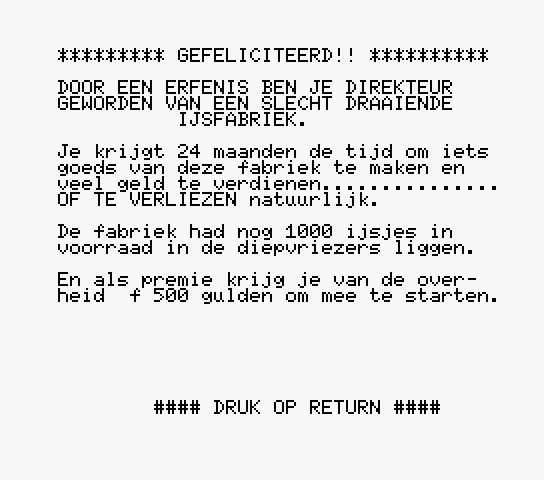 ********* GEFELICITEERD!! **********
DOOR EEN ERFENIS BEN JE DIREKTEUR
GEWORDEN VAN EEN SLECHT DRAAIENDE
IJSFABRIEK.
Je krijgt 24 maanden de tijd om iets
goeds van deze fabriek te maken en
veel geld te verdienen...............
OF TE VERLIEZEN natuurlijk.
De fabriek had nog 1000 ijsjes in
voorraad in de diepvriezers liggen.
En als premie krijg je van de over-
heid  f 500 gulden om mee te starten.
#### DRUK OP RETURN ####